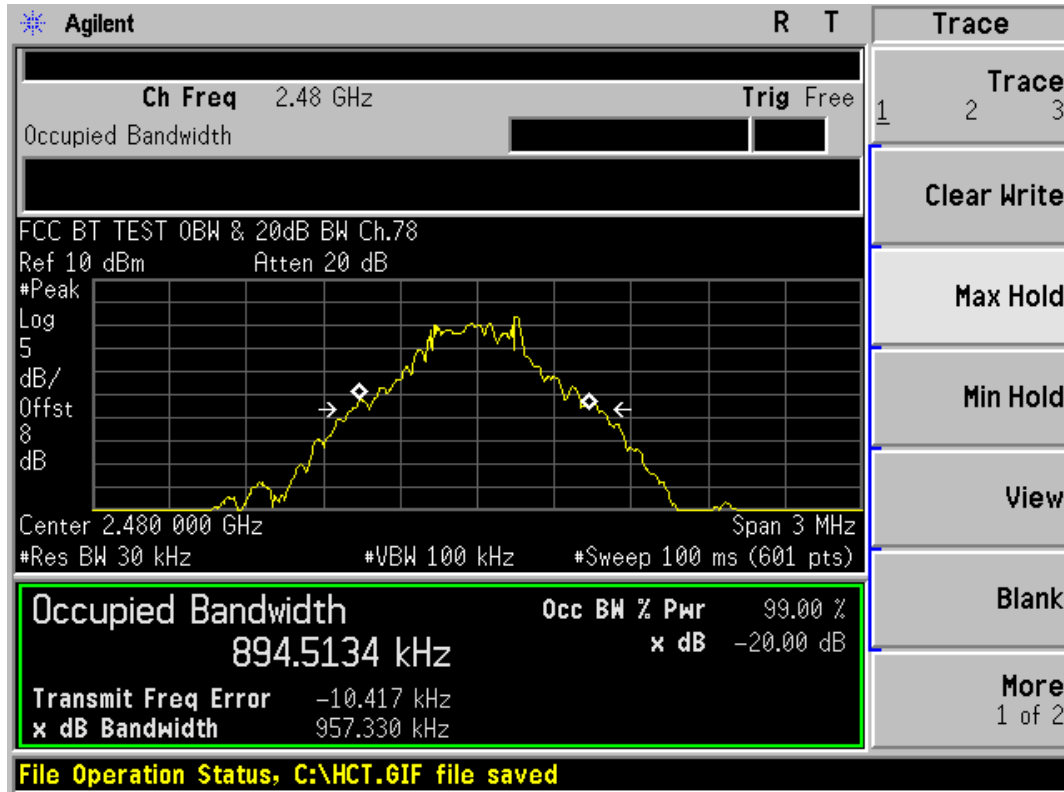 Agilent R T
Ch Freq 2.48 GHz Trig Free
Occupied Bandwidth
FCC BT TEST OBW & 20dB BW Ch.78
Ref 10 dBm Atten 20 dB
#Peak
Log
5
dB/
Offst
8
dB
Center 2.480 000 GHz Span 3 MHz
#Res BW 30 kHz #VBW 100 kHz #Sweep 100 ms (601 pts)
Occupied Bandwidth Occ BW % Pwr 99.00 %
894.5134 kHz x dB -20.00 dB
Transmit Freq Error -10.417 kHz
x dB Bandwidth 957.330 kHz
File Operation Status, C:\HCT.GIF file saved
Trace
Trace
1 2 3
Clear Write
Max Hold
Min Hold
View
Blank
More
1 of 2